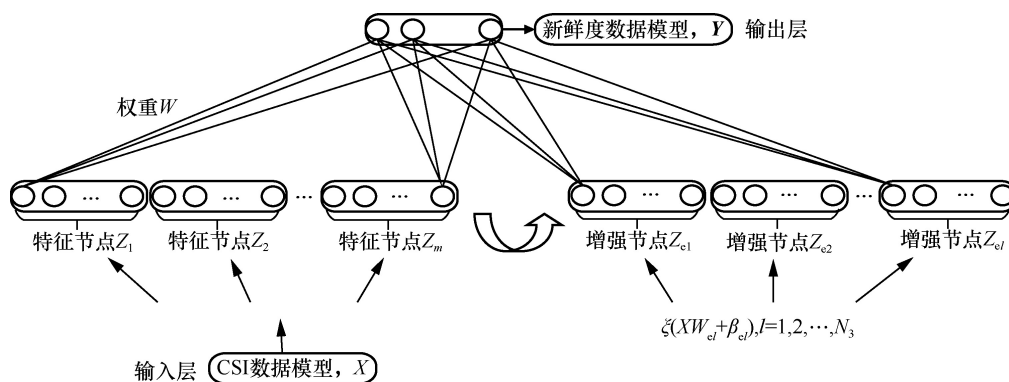 新鲜度数据模型，Y 输出层
权重W
... ... ... ... ... ... ... ...
特征节点Z₁ 特征节点Z₂ 特征节点Zₘ 增强节点Zₑ₁ 增强节点Zₑ₂ 增强节点Zₑₗ
ξ(XWₑₗ+βₑₗ),l=1,2,⋯,N₃
输入层 CSI数据模型，X